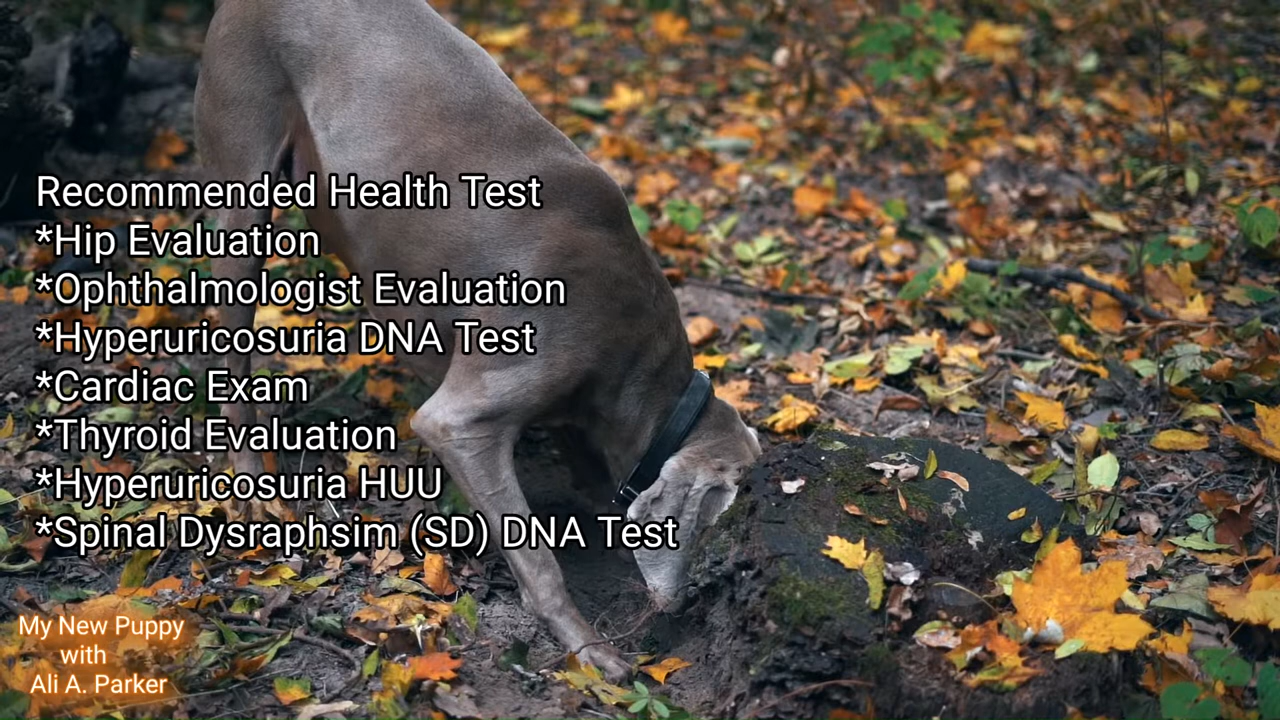 Recommended Health Test
*Hip Evaluation
*Ophthalmologist Evaluation
*Hyperuricosuria DNA Test
*Cardiac Exam
*Thyroid Evaluation
*Hyperuricosuria HUU
*Spinal Dysraphsim (SD) DNA Test
My New Puppy
with
Ali A. Parker